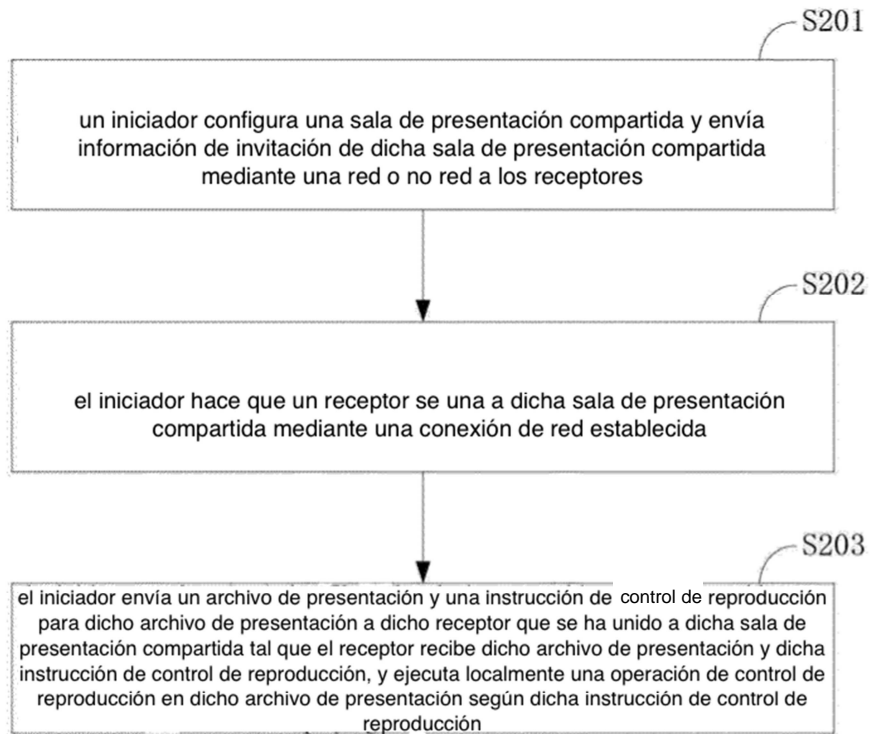 S201
un iniciador configura una sala de presentación compartida y envía
información de invitación de dicha sala de presentación compartida
mediante una red o no red a los receptores
S202
el iniciador hace que un receptor se una a dicha sala de presentación
compartida mediante una conexión de red establecida
S203
el iniciador envía un archivo de presentación y una instrucción de control de reproducción
para dicho archivo de presentación a dicho receptor que se ha unido a dicha sala de
presentación compartida tal que el receptor recibe dicho archivo de presentación y dicha
instrucción de control de reproducción, y ejecuta localmente una operación de control de
reproducción en dicho archivo de presentación según dicha instrucción de control de
reproducción